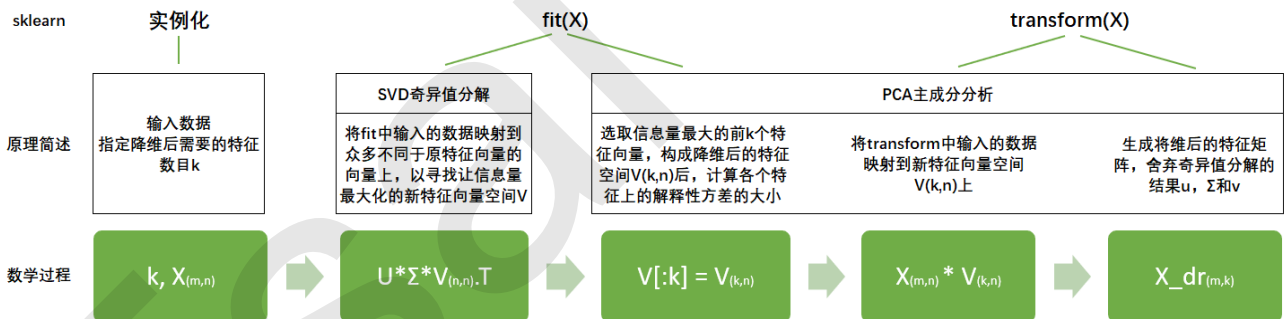 sklearn
实例化
fit(X)
transform(X)
原理简述
输入数据
指定降维后需要的特征
数目k
SVD奇异值分解
将fit中输入的数据映射到
众多不同于原特征向量的
向量上，以寻找让信息量
最大化的新特征向量空间V
PCA主成分分析
选取信息量最大的前k个特
征向量，构成降维后的特征
空间V(k,n)后，计算各个特
征上的解释性方差的大小
将transform中输入的数据
映射到新特征向量空间
V(k,n)上
生成将维后的特征矩
阵，舍弃奇异值分解的
结果u，Σ和v
数学过程
k, X(m,n)
U*Σ*V(n,n).T
V[:k] = V(k,n)
X(m,n) * V(k,n)
X_dr(m,k)